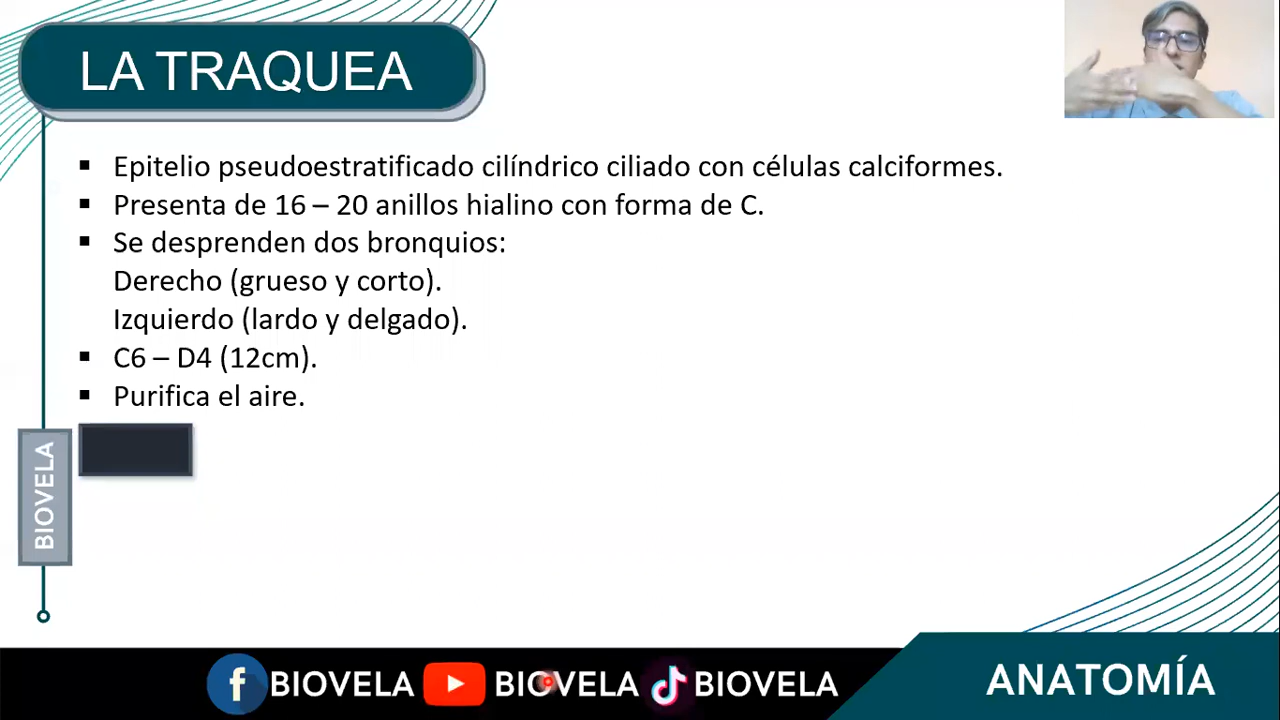 LA TRAQUEA
▪ Epitelio pseudoestratificado cilíndrico ciliado con células calciformes.
▪ Presenta de 16 – 20 anillos hialino con forma de C.
▪ Se desprenden dos bronquios:
Derecho (grueso y corto).
Izquierdo (lardo y delgado).
▪ C6 – D4 (12cm).
▪ Purifica el aire.
BIOVELA
BIOVELA BIOVELA BIOVELA
ANATOMÍA